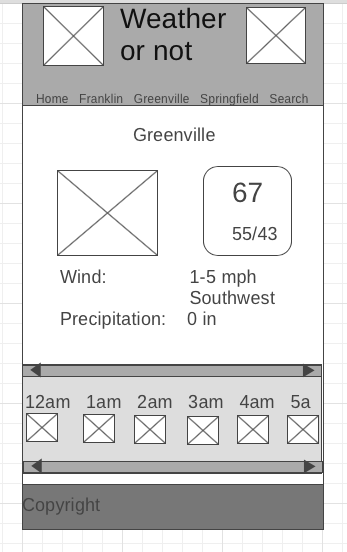 Weather
or not
Home Franklin Greenville Springfield Search
Greenville
67
55/43
Wind: 1-5 mph
Southwest
Precipitation: 0 in
12am 1am 2am 3am 4am 5a
Copyright